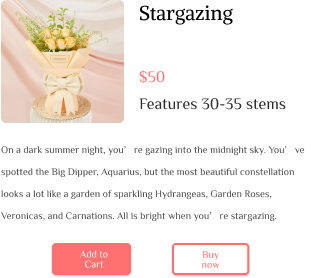 Stargazing
$50
Features 30-35 stems
On a dark summer night, you’re gazing into the midnight sky. You’ve
spotted the Big Dipper, Aquarius, but the most beautiful constellation
looks a lot like a garden of sparkling Hydrangeas, Garden Roses,
Veronicas, and Carnations. All is bright when you’re stargazing.
Add to
Cart
Buy
now